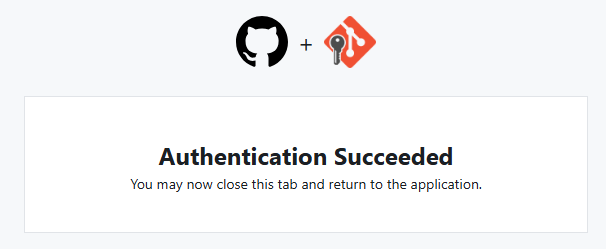 +
Authentication Succeeded
You may now close this tab and return to the application.